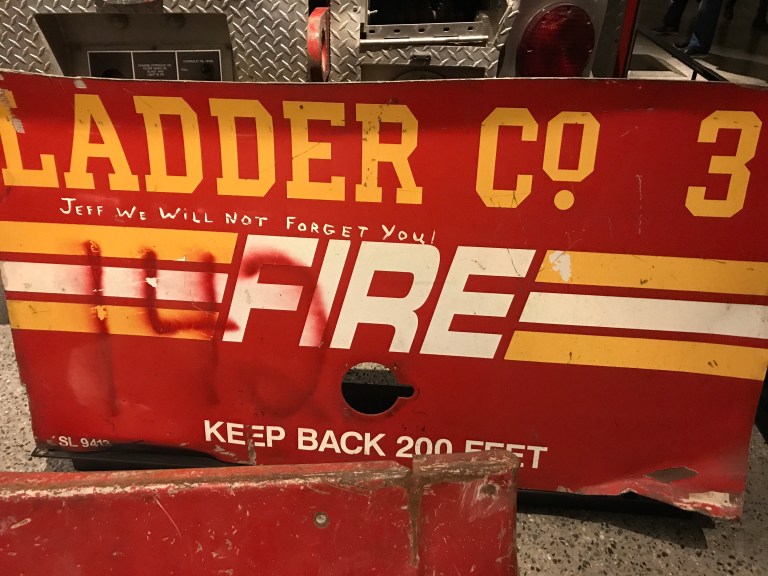 LADDER CO. 3
JEFF WE WILL NOT FORGET YOU!
FIRE
KEEP BACK 200 FEET